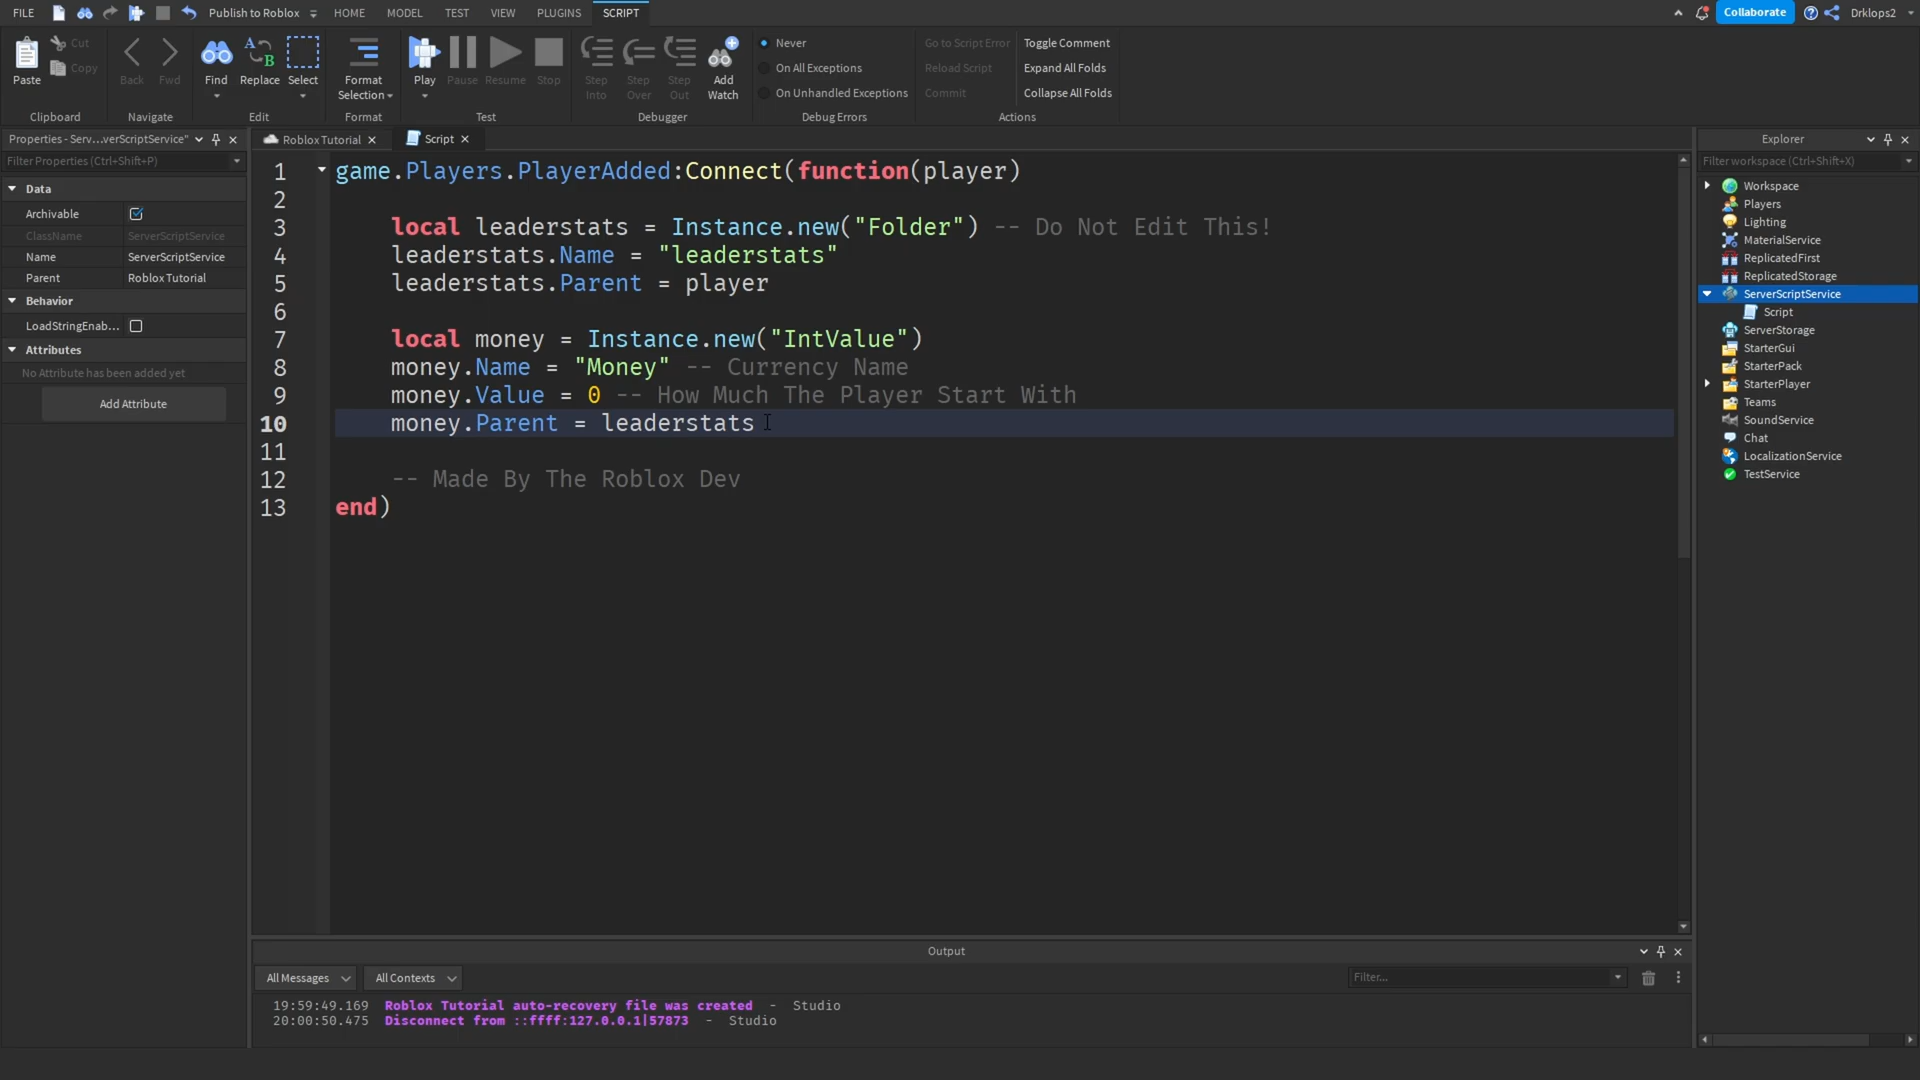 FILE Publish to Roblox HOME MODEL TEST VIEW PLUGINS SCRIPT Collaborate Drklops2
Paste Cut Copy Back Fwd Find Replace Select Format Selection Play Pause Resume Stop Step Into Step Over Step Out Add Watch
Never
On All Exceptions
On Unhandled Exceptions
Go to Script Error
Reload Script
Commit
Toggle Comment
Expand All Folds
Collapse All Folds
Clipboard Navigate Edit Format Test Debugger Debug Errors Actions
Properties - Serv...verScriptService"
Filter Properties (Ctrl+Shift+P)
Data
Archivable
ClassName ServerScriptService
Name ServerScriptService
Parent Roblox Tutorial
Behavior
LoadStringEnab...
Attributes
No Attribute has been added yet
Add Attribute
Roblox Tutorial Script
1 game.Players.PlayerAdded:Connect(function(player)
2
3 local leaderstats = Instance.new("Folder") -- Do Not Edit This!
4 leaderstats.Name = "leaderstats"
5 leaderstats.Parent = player
6
7 local money = Instance.new("IntValue")
8 money.Name = "Money" -- Currency Name
9 money.Value = 0 -- How Much The Player Start With
10 money.Parent = leaderstats
11
12 -- Made By The Roblox Dev
13 end)
Output
All Messages All Contexts Filter...
19:59:49.169 Roblox Tutorial auto-recovery file was created - Studio
20:00:50.475 Disconnect from ::ffff:127.0.0.1|57873 - Studio
Explorer
Filter workspace (Ctrl+Shift+X)
Workspace
Players
Lighting
MaterialService
ReplicatedFirst
ReplicatedStorage
ServerScriptService
Script
ServerStorage
StarterGui
StarterPack
StarterPlayer
Teams
SoundService
Chat
LocalizationService
TestService